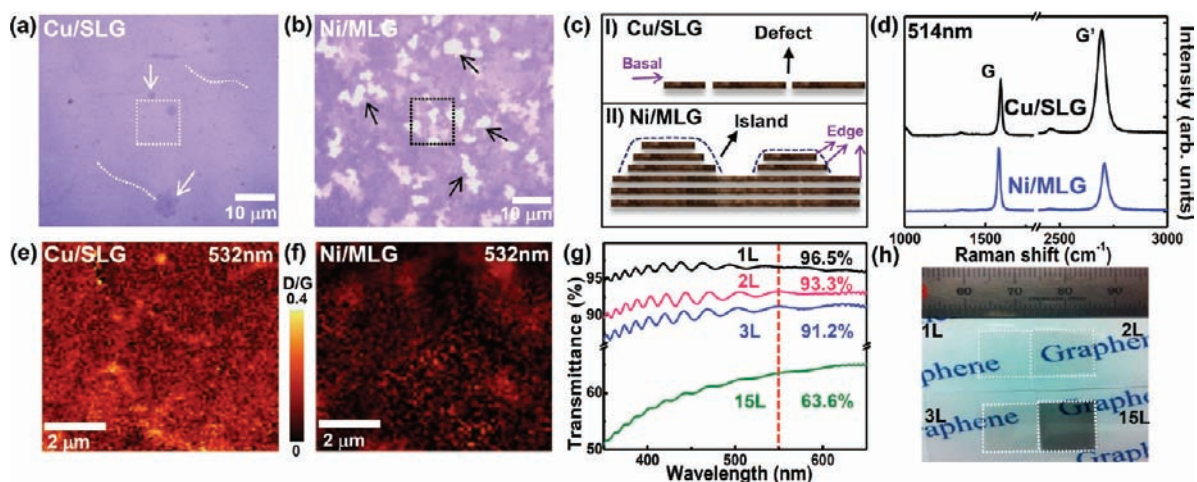 (a) Cu/SLG
10 μm
(b) Ni/MLG
10 μm
(c) I) Cu/SLG
Defect
Basal
II) Ni/MLG
Island
Edge
(d) 514nm
G
G'
Cu/SLG
Ni/MLG
1000 1500 2500 3000
Raman shift (cm⁻¹)
Intensity (arb. units)
(e) Cu/SLG 532nm
2 μm
D/G
0.4
0
(f) Ni/MLG 532nm
2 μm
(g)
1L 96.5%
2L 93.3%
3L 91.2%
15L 63.6%
95
90
60
50
400 500 600
Wavelength (nm)
Transmittance (%)
(h)
60 70 80 90
1L 2L
phene Graphene
3L 15L
raphene Graphe
Graph